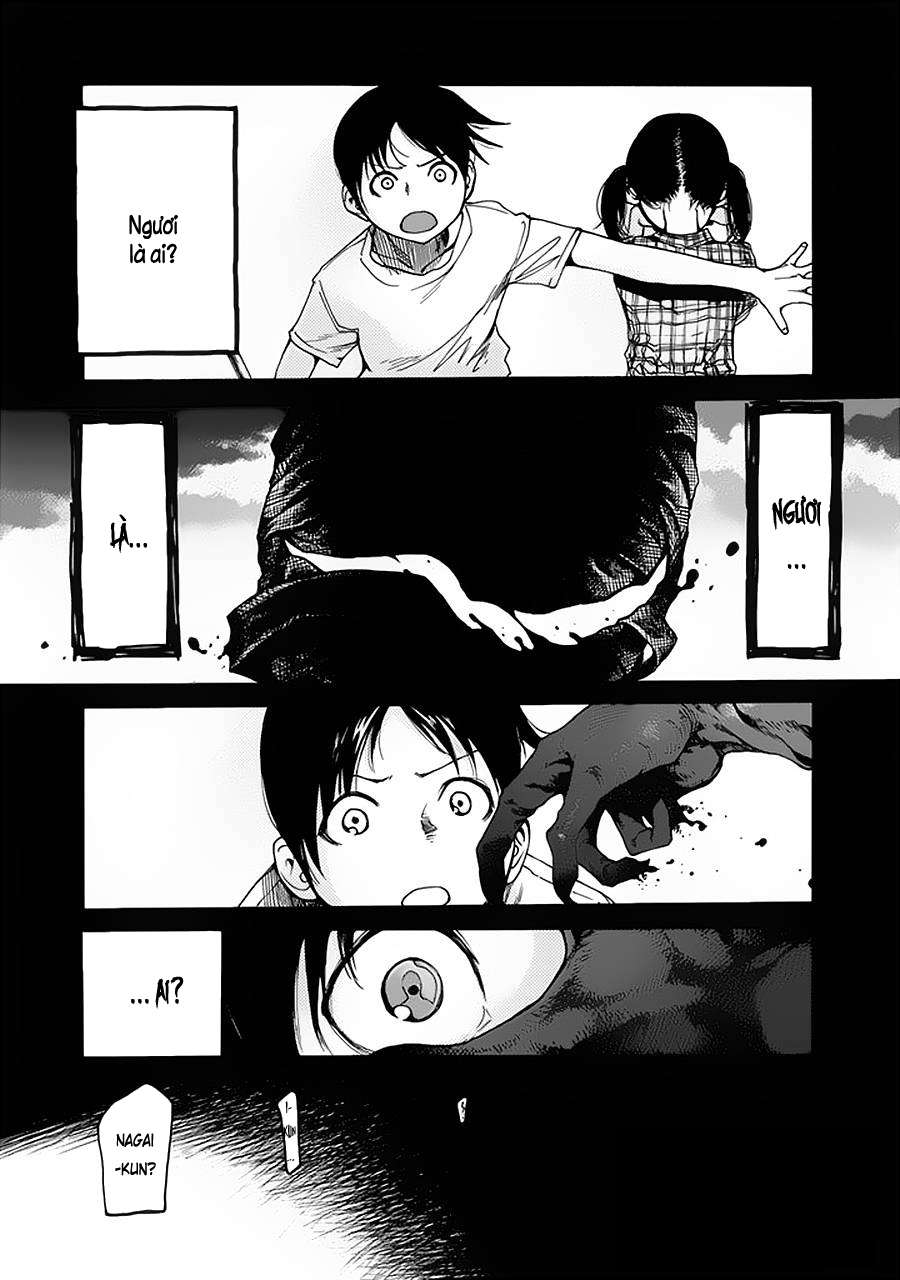 Ngươi
là ai?
NGƯƠI
...
LÀ...
... AI?
NAGAI
-KUN?
I-
KUN